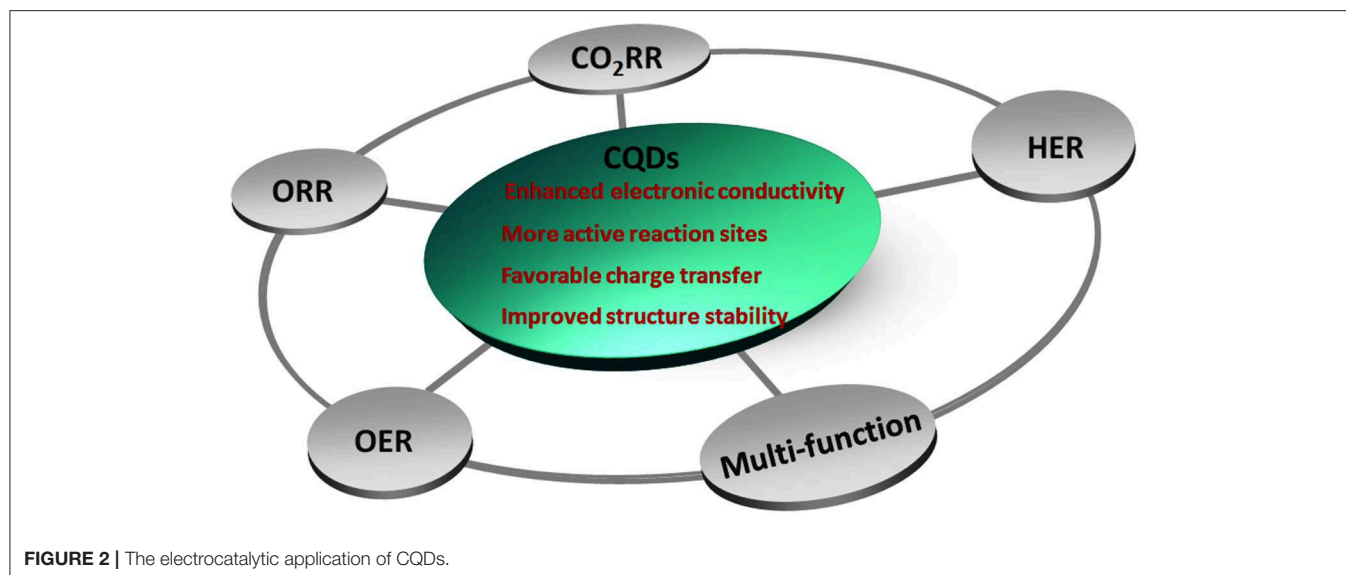 CO₂RR
HER
ORR
CQDs
Enhanced electronic conductivity
More active reaction sites
Favorable charge transfer
Improved structure stability
OER
Multi-function
FIGURE 2 | The electrocatalytic application of CQDs.